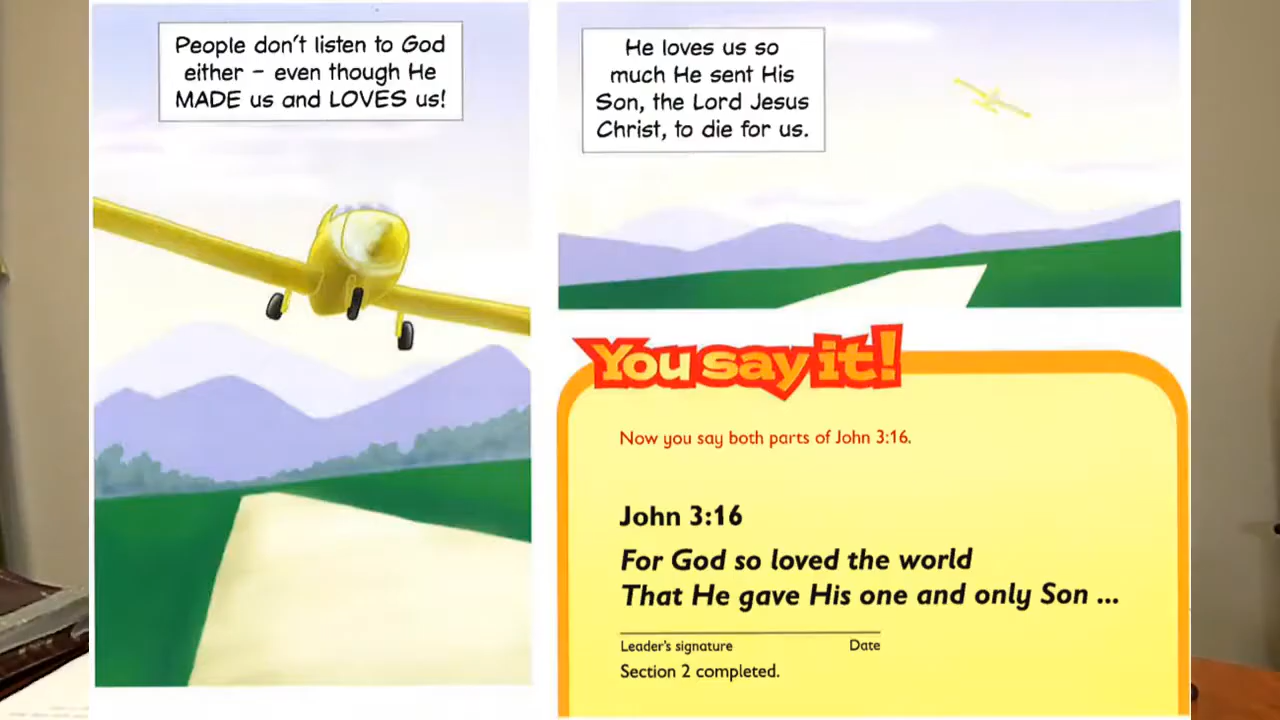 People don't listen to God
either – even though He
MADE us and LOVES us!
He loves us so
much He sent His
Son, the Lord Jesus
Christ, to die for us.
You say it!
Now you say both parts of John 3:16.
John 3:16
For God so loved the world
That He gave His one and only Son ...
Leader's signature Date
Section 2 completed.